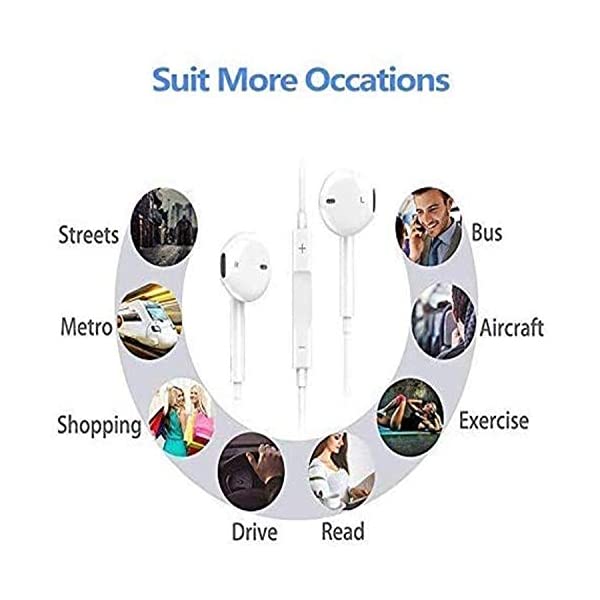 Suit More Occations
Streets
Bus
Metro
Aircraft
Shopping
Exercise
Drive
Read
R
L
+
−